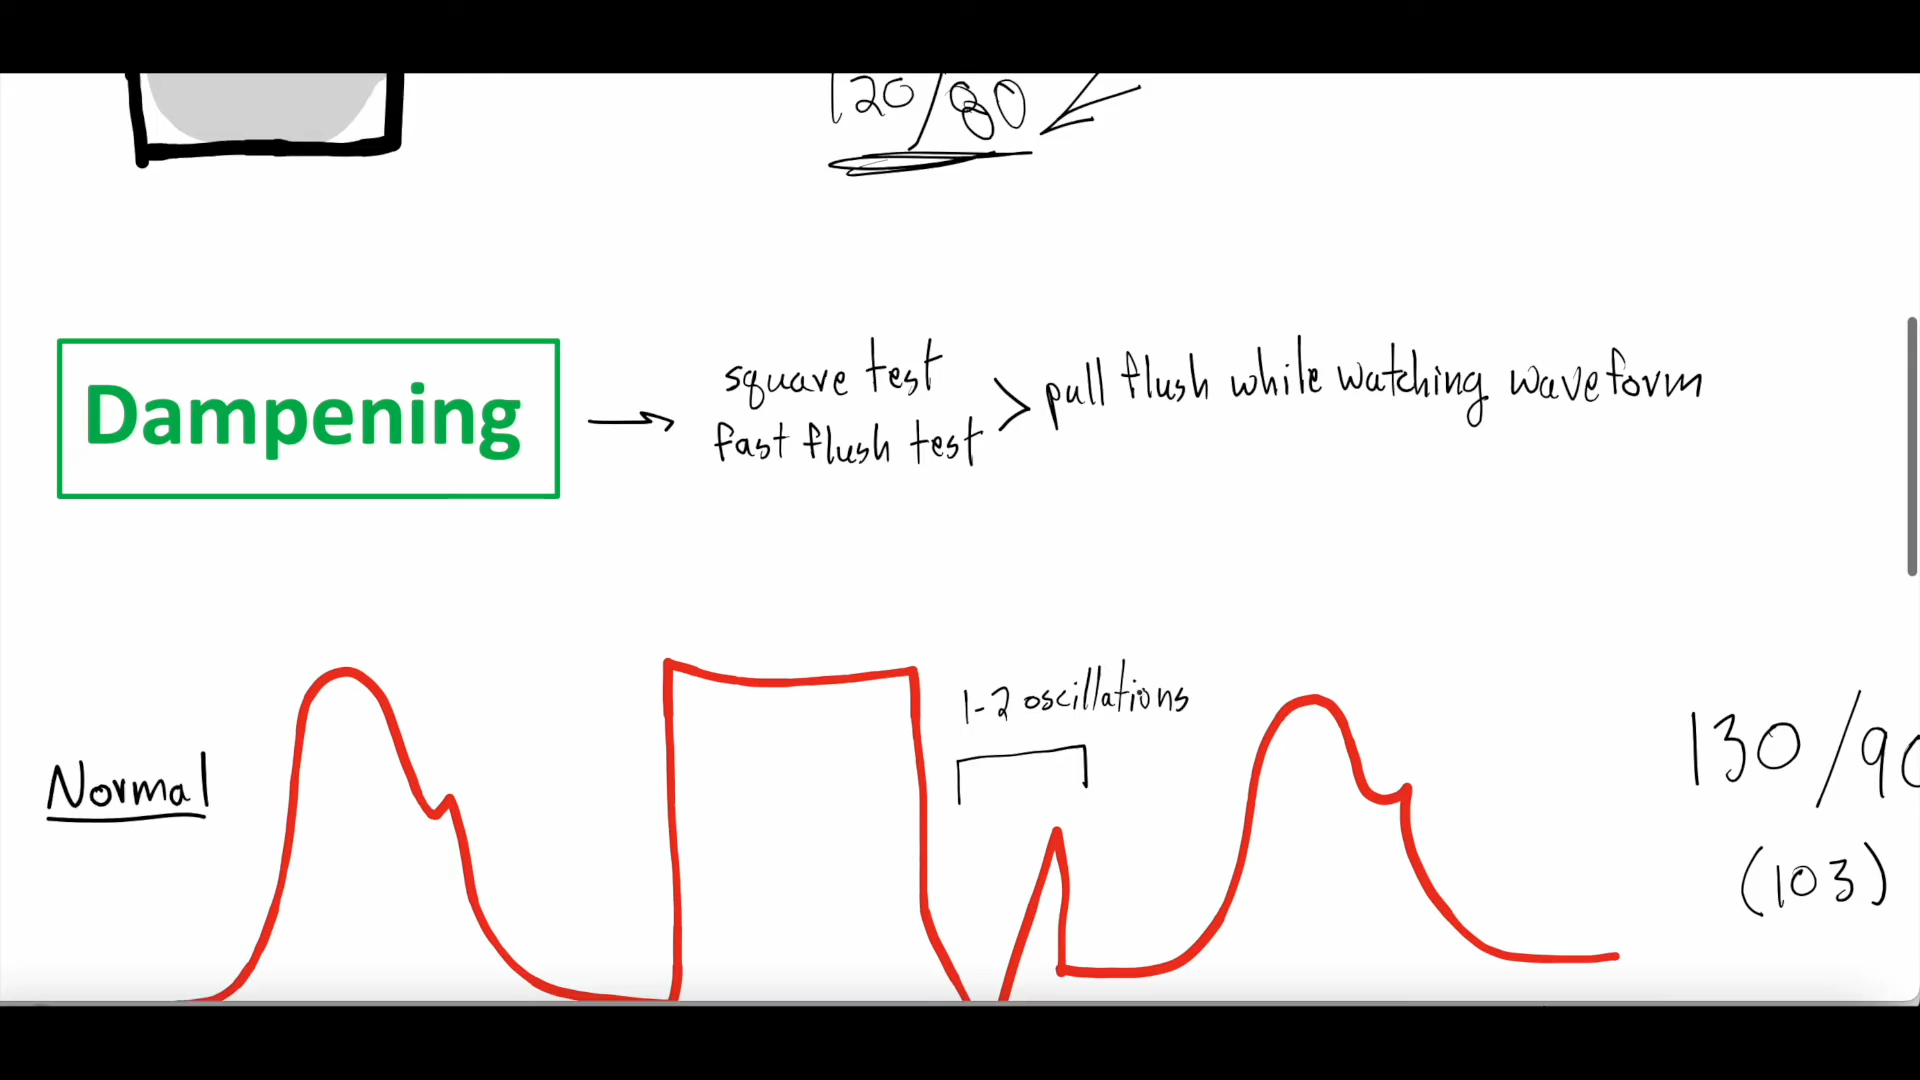 120/80
Dampening
square test
fast flush test
> pull flush while watching waveform
1-2 oscillations
Normal
130/90
(103)